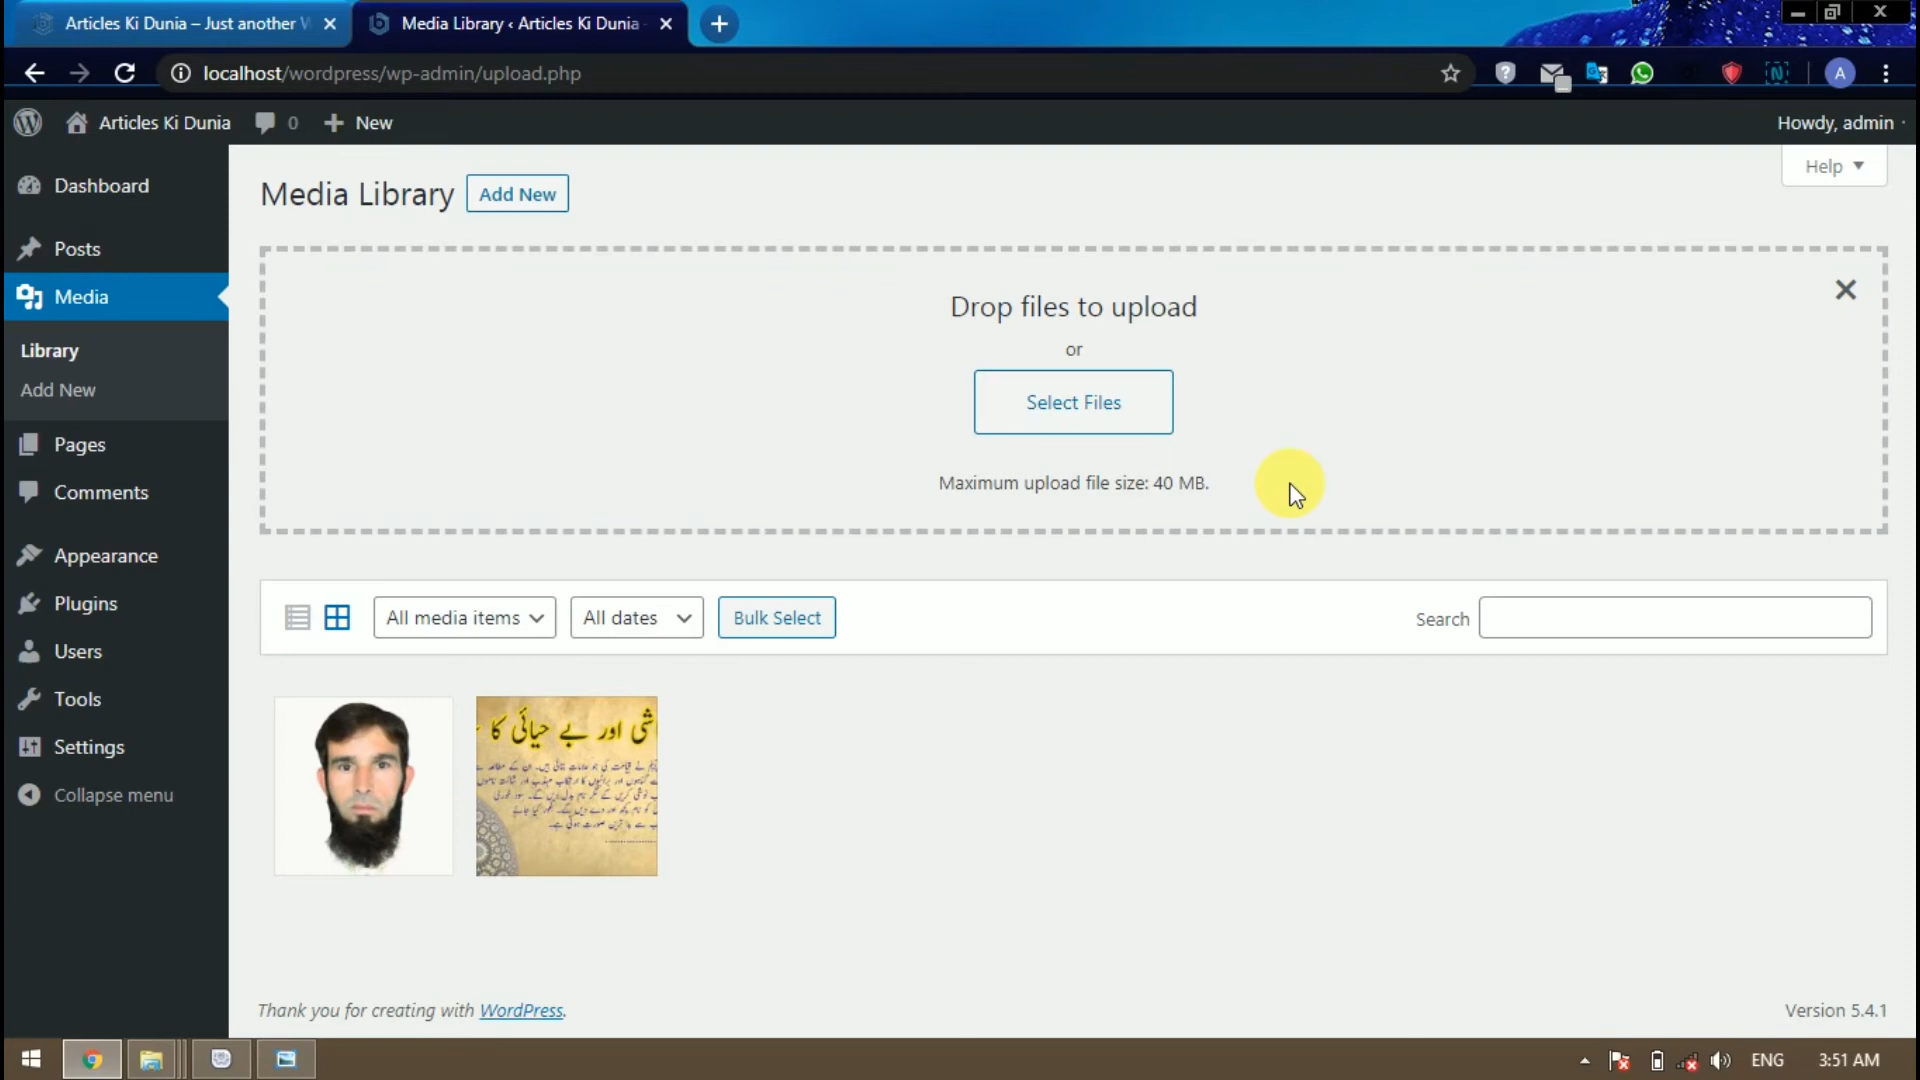 Articles Ki Dunia – Just another W
Media Library ‹ Articles Ki Dunia
localhost/wordpress/wp-admin/upload.php
A
Articles Ki Dunia
0
New
Howdy, admin
Help
Dashboard
Posts
Media
Library
Add New
Pages
Comments
Appearance
Plugins
Users
Tools
Settings
Collapse menu
Media Library
Add New
Drop files to upload
or
Select Files
Maximum upload file size: 40 MB.
All media items
All dates
Bulk Select
Search
شی اور بے حیائی کا
Thank you for creating with WordPress.
Version 5.4.1
ENG
3:51 AM